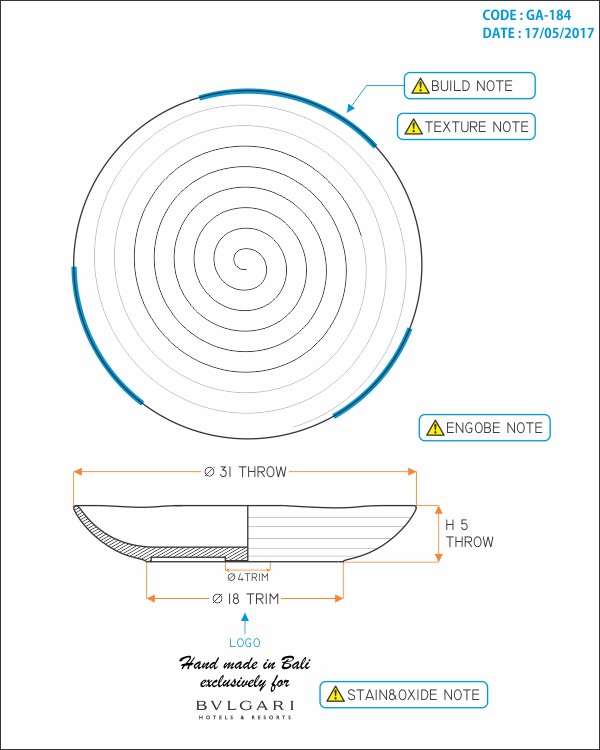 CODE : GA-184
DATE : 17/05/2017
BUILD NOTE
TEXTURE NOTE
ENGOBE NOTE
Ø 31 THROW
H 5
THROW
Ø4TRIM
Ø 18 TRIM
LOGO
Hand made in Bali
exclusively for
BVLGARI
HOTELS & RESORTS
STAIN&OXIDE NOTE